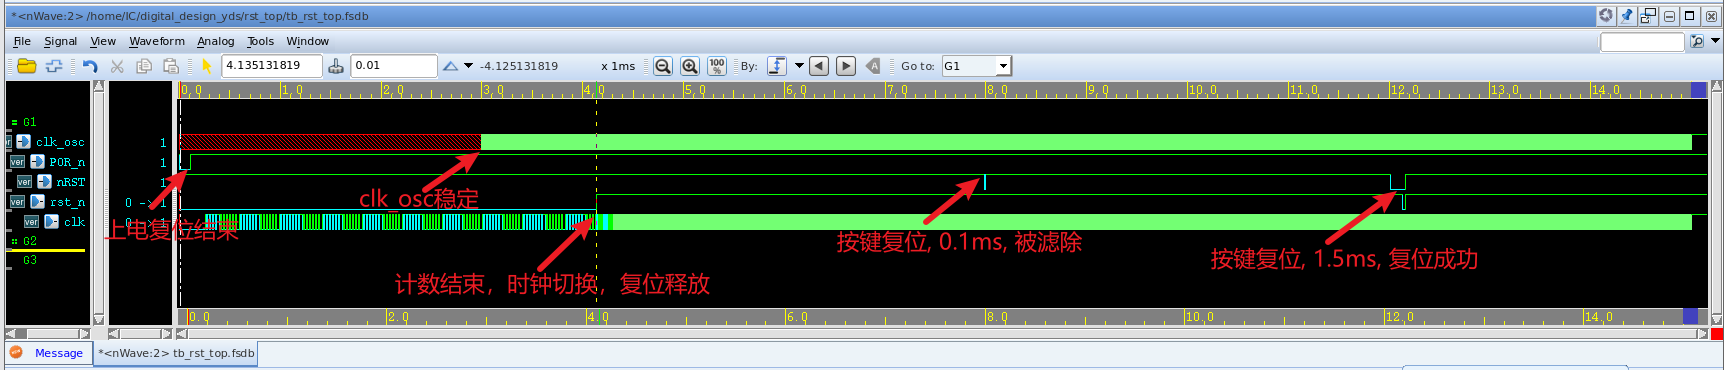 *<nWave:2> /home/IC/digital_design_yds/rst_top/tb_rst_top.fsdb
File Signal View Waveform Analog Tools Window
4.135131819 0.01 -4.125131819 x 1ms 100% By: Go to: G1
0.0 1.0 2.0 3.0 4.0 5.0 6.0 7.0 8.0 9.0 10.0 11.0 12.0 13.0 14.0
= G1
ver clk_osc 1
ver POR_n 1
ver nRST 1
ver rst_n 0 -> 1
ver clk 0 -> 1
= G2
G3
clk_osc稳定
上电复位结束
按键复位, 0.1ms, 被滤除
按键复位, 1.5ms, 复位成功
计数结束，时钟切换，复位释放
0.0 2.0 4.0 6.0 8.0 10.0 12.0 14.0
Message *<nWave:2> tb_rst_top.fsdb